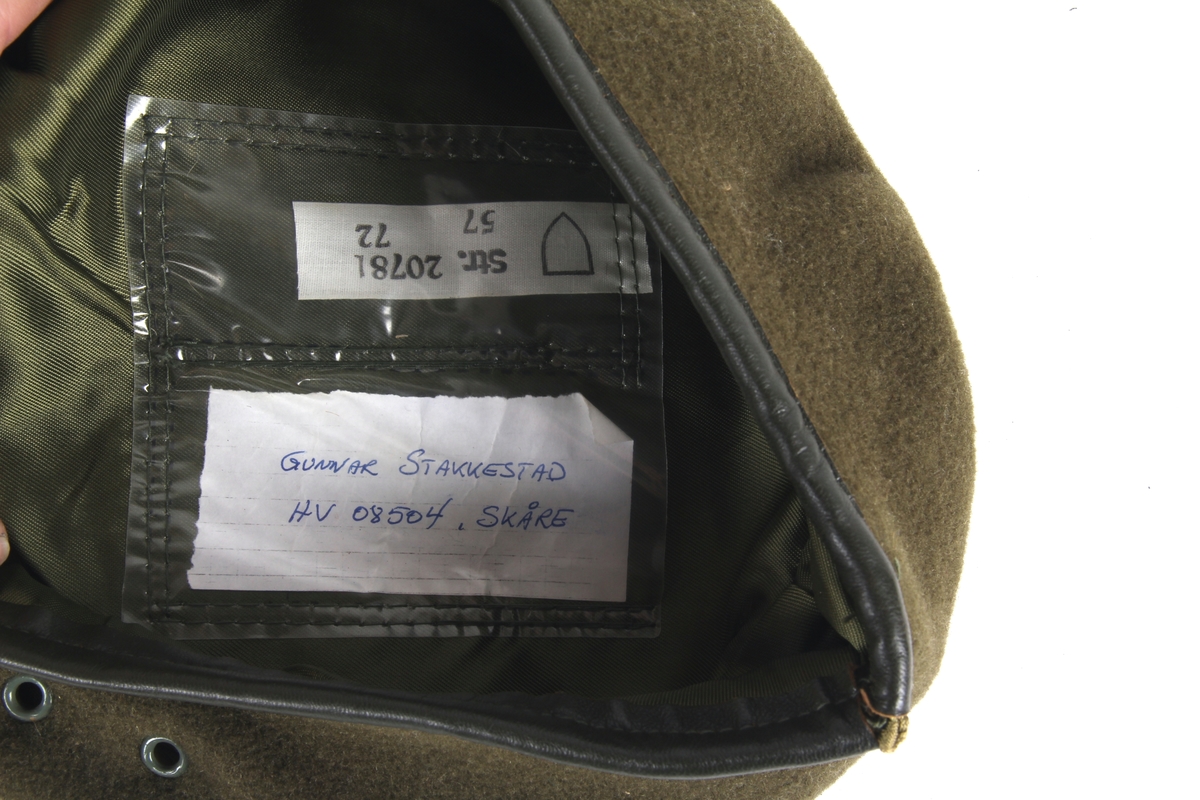 Str. 20781
57 72
GUNNAR STAKKESTAD
HV 08504, SKÅRE